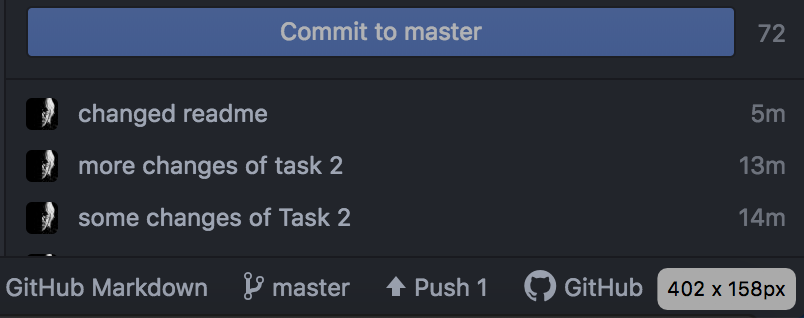 Commit to master 72
changed readme 5m
more changes of task 2 13m
some changes of Task 2 14m
GitHub Markdown master Push 1 GitHub 402 x 158px